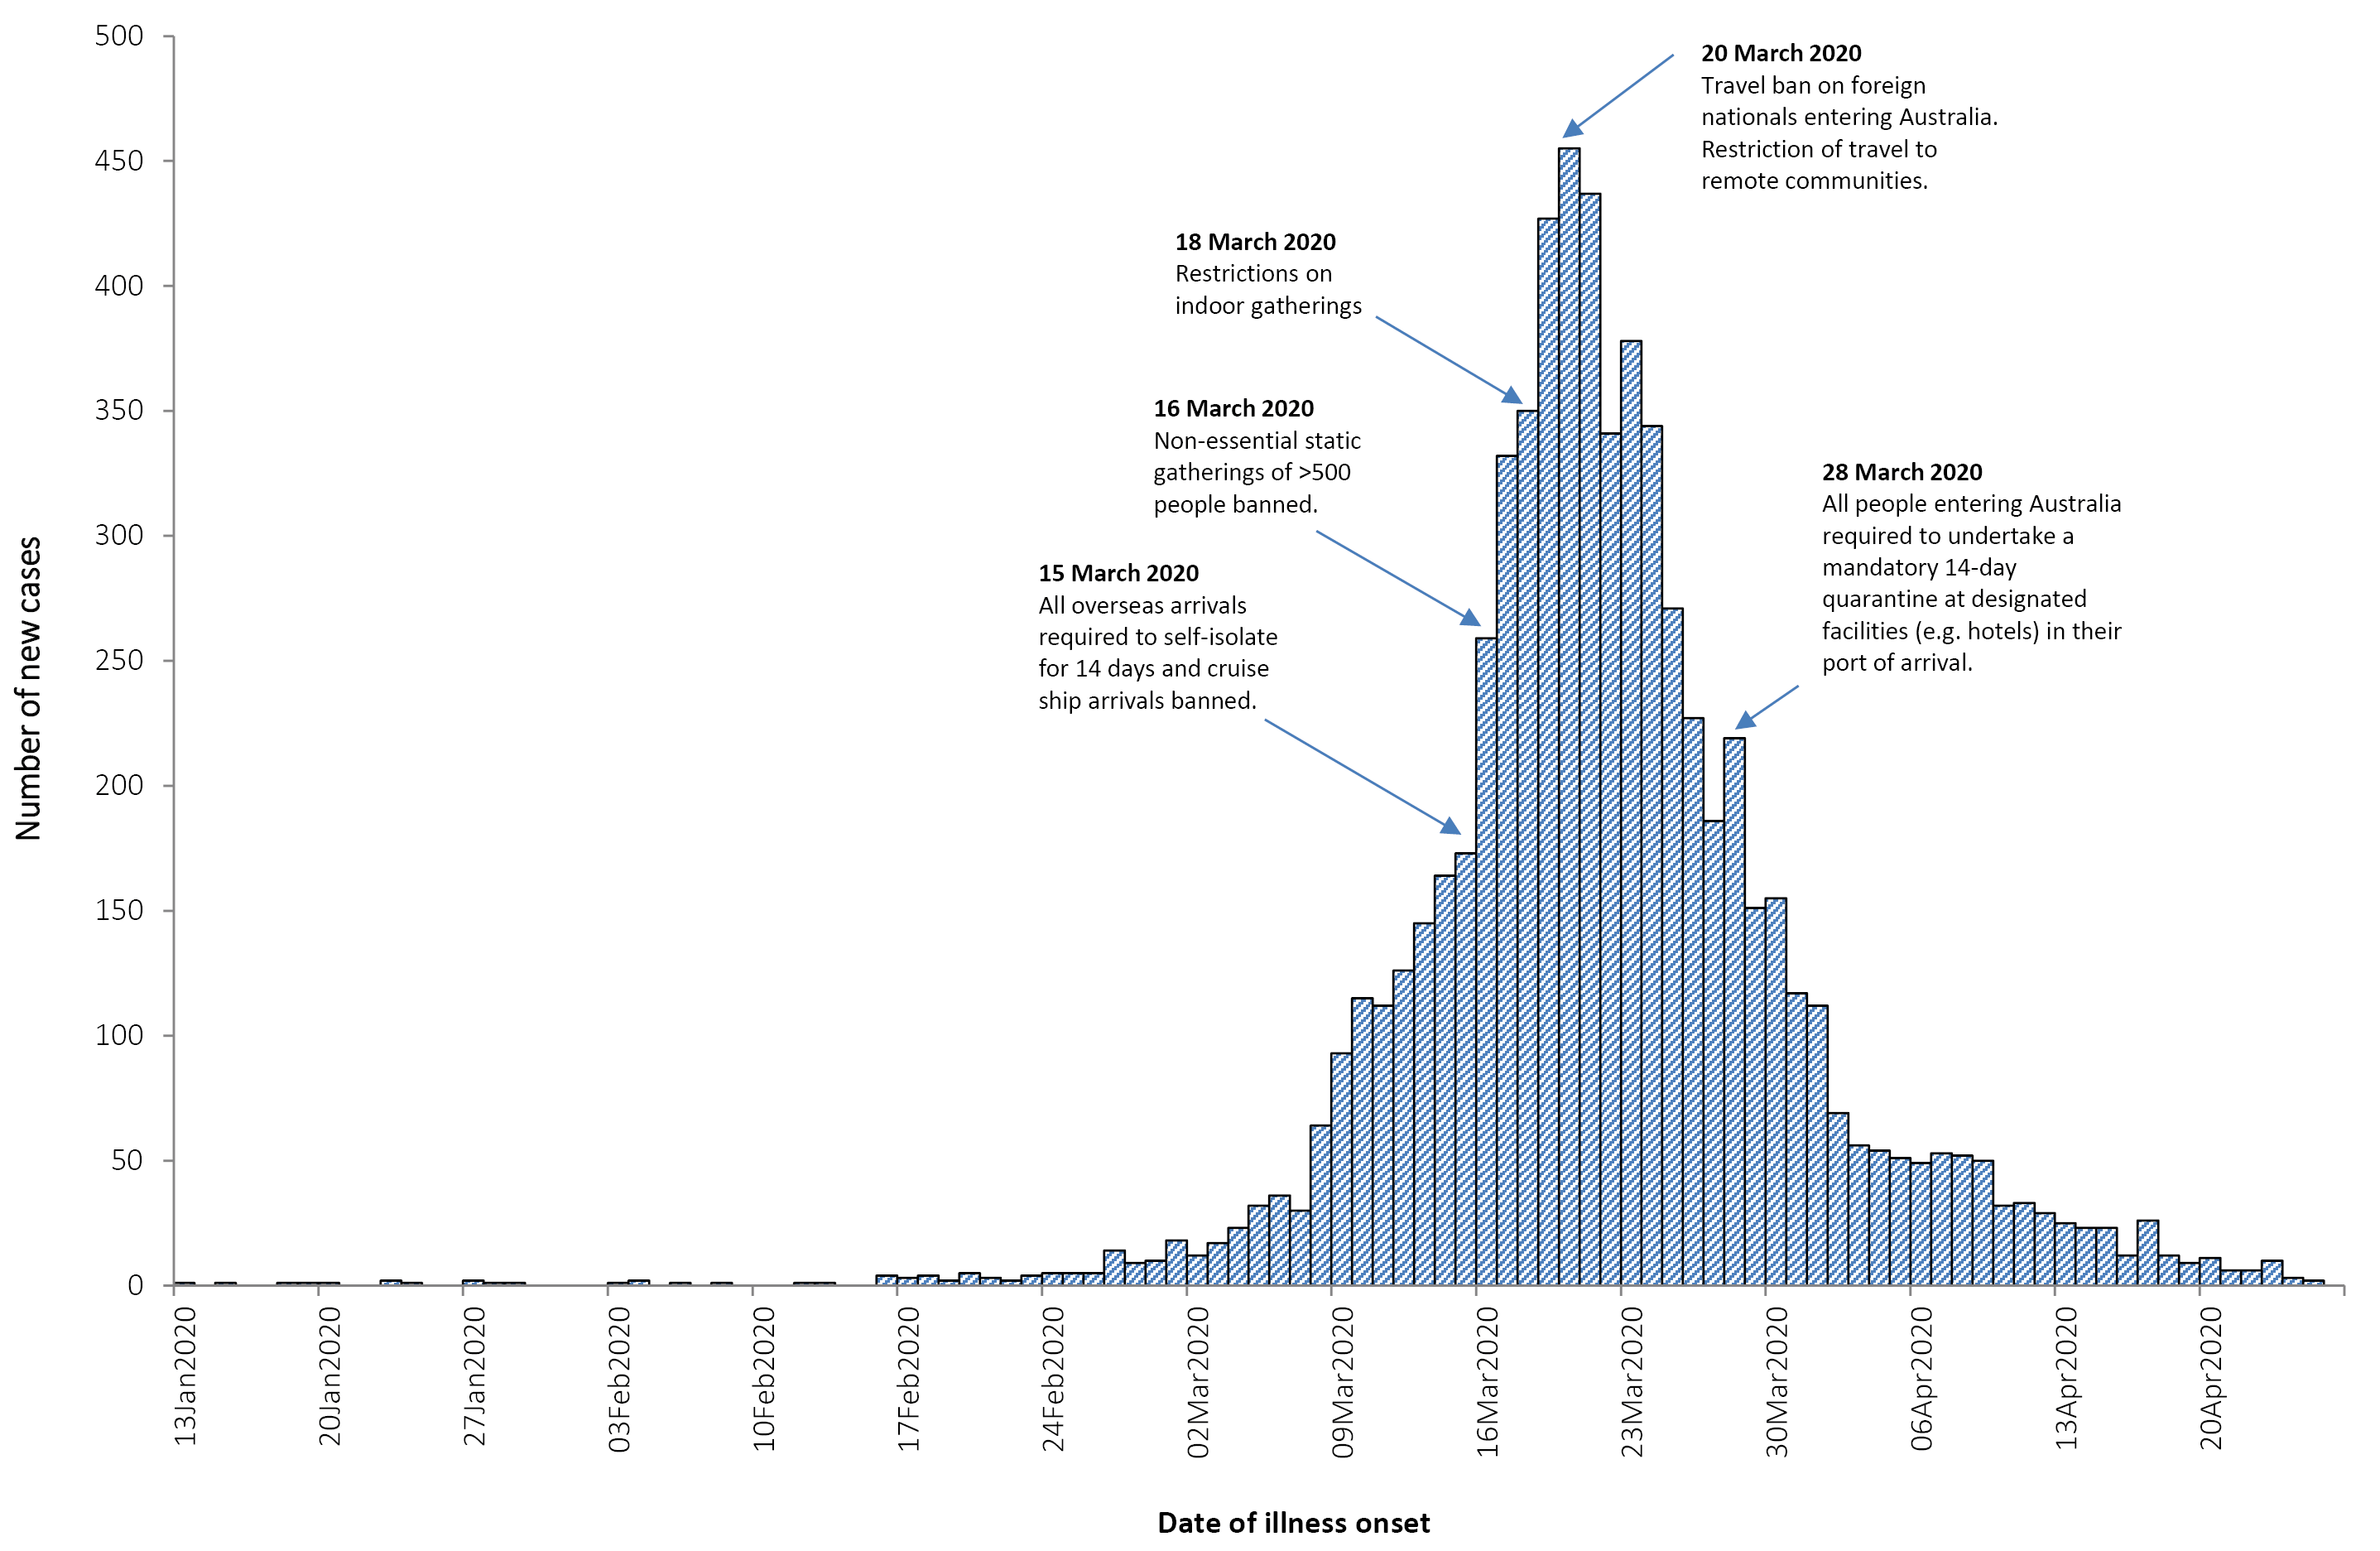 500
450
400
350
300
250
200
150
100
50
0
Number of new cases
20 March 2020
Travel ban on foreign
nationals entering Australia.
Restriction of travel to
remote communities.
18 March 2020
Restrictions on
indoor gatherings
16 March 2020
Non-essential static
gatherings of >500
people banned.
15 March 2020
All overseas arrivals
required to self-isolate
for 14 days and cruise
ship arrivals banned.
28 March 2020
All people entering Australia
required to undertake a
mandatory 14-day
quarantine at designated
facilities (e.g. hotels) in their
port of arrival.
13Jan2020
20Jan2020
27Jan2020
03Feb2020
10Feb2020
17Feb2020
24Feb2020
02Mar2020
09Mar2020
16Mar2020
23Mar2020
30Mar2020
06Apr2020
13Apr2020
20Apr2020
Date of illness onset